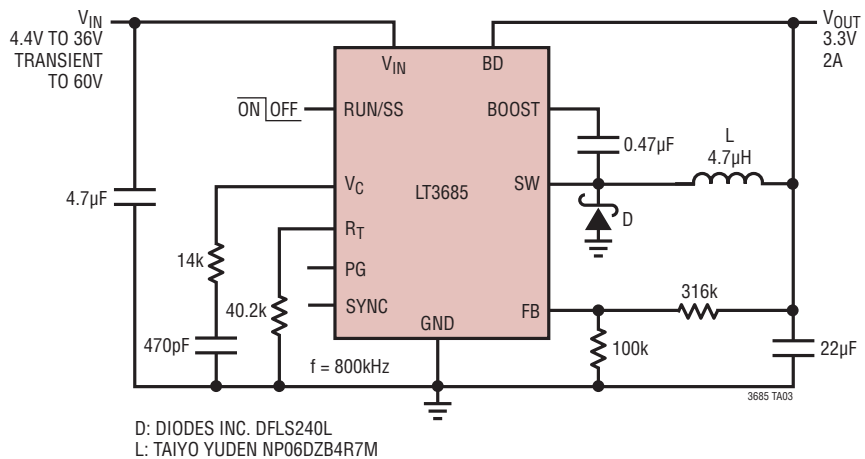 VIN
4.4V TO 36V
TRANSIENT
TO 60V
VOUT
3.3V
2A
VIN
BD
ON OFF
RUN/SS
BOOST
0.47µF
L
4.7µH
VC
LT3685
SW
4.7µF
D
RT
14k
PG
40.2k
SYNC
FB
316k
GND
470pF
f = 800kHz
100k
22µF
3685 TA03
D: DIODES INC. DFLS240L
L: TAIYO YUDEN NP06DZB4R7M